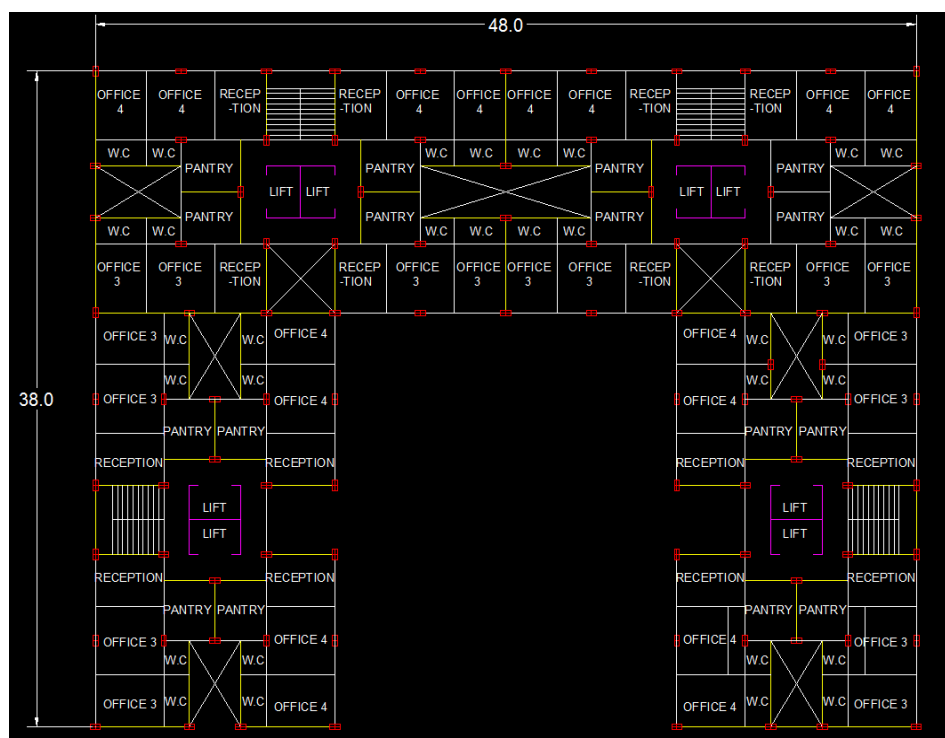 48.0
OFFICE OFFICE RECEP RECEP OFFICE OFFICE OFFICE OFFICE RECEP RECEP OFFICE OFFICE
4 4 -TION -TION 4 4 4 4 -TION -TION 4 4
W.C W.C W.C W.C W.C W.C W.C W.C
PANTRY PANTRY PANTRY PANTRY
LIFT LIFT LIFT LIFT
PANTRY PANTRY PANTRY PANTRY
W.C W.C W.C W.C W.C W.C W.C W.C
OFFICE OFFICE RECEP RECEP OFFICE OFFICE OFFICE OFFICE RECEP RECEP OFFICE OFFICE
3 3 -TION -TION 3 3 3 3 -TION -TION 3 3
OFFICE 3 W.C W.C OFFICE 4 OFFICE 4 W.C W.C OFFICE 3
W.C W.C W.C W.C
38.0
OFFICE 3 OFFICE 4 OFFICE 4 OFFICE 3
PANTRY PANTRY PANTRY PANTRY
RECEPTION RECEPTION RECEPTION RECEPTION
LIFT LIFT
LIFT LIFT
RECEPTION RECEPTION RECEPTION RECEPTION
PANTRY PANTRY PANTRY PANTRY
OFFICE 3 OFFICE 4 OFFICE 4 OFFICE 3
W.C W.C W.C W.C
OFFICE 3 W.C W.C OFFICE 4 OFFICE 4 W.C W.C OFFICE 3